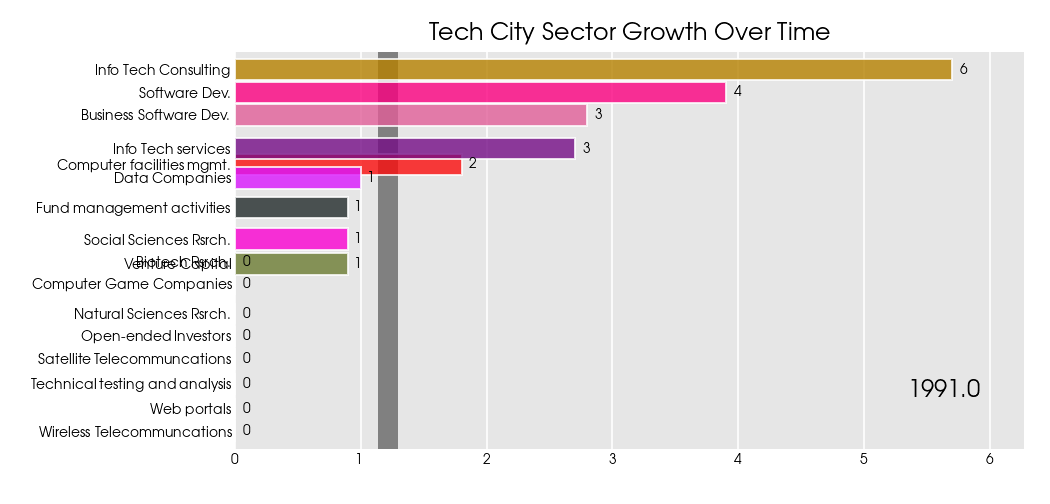 Tech City Sector Growth Over Time
Info Tech Consulting 6
Software Dev. 4
Business Software Dev. 3
Info Tech services 3
Computer facilities mgmt. 2
Data Companies 1
Fund management activities 1
Social Sciences Rsrch. 1
Biotech Rsrch. 0
Venture Capital 1
Computer Game Companies 0
Natural Sciences Rsrch. 0
Open-ended Investors 0
Satellite Telecommuncations 0
Technical testing and analysis 0
1991.0
Web portals 0
Wireless Telecommuncations 0
0 1 2 3 4 5 6